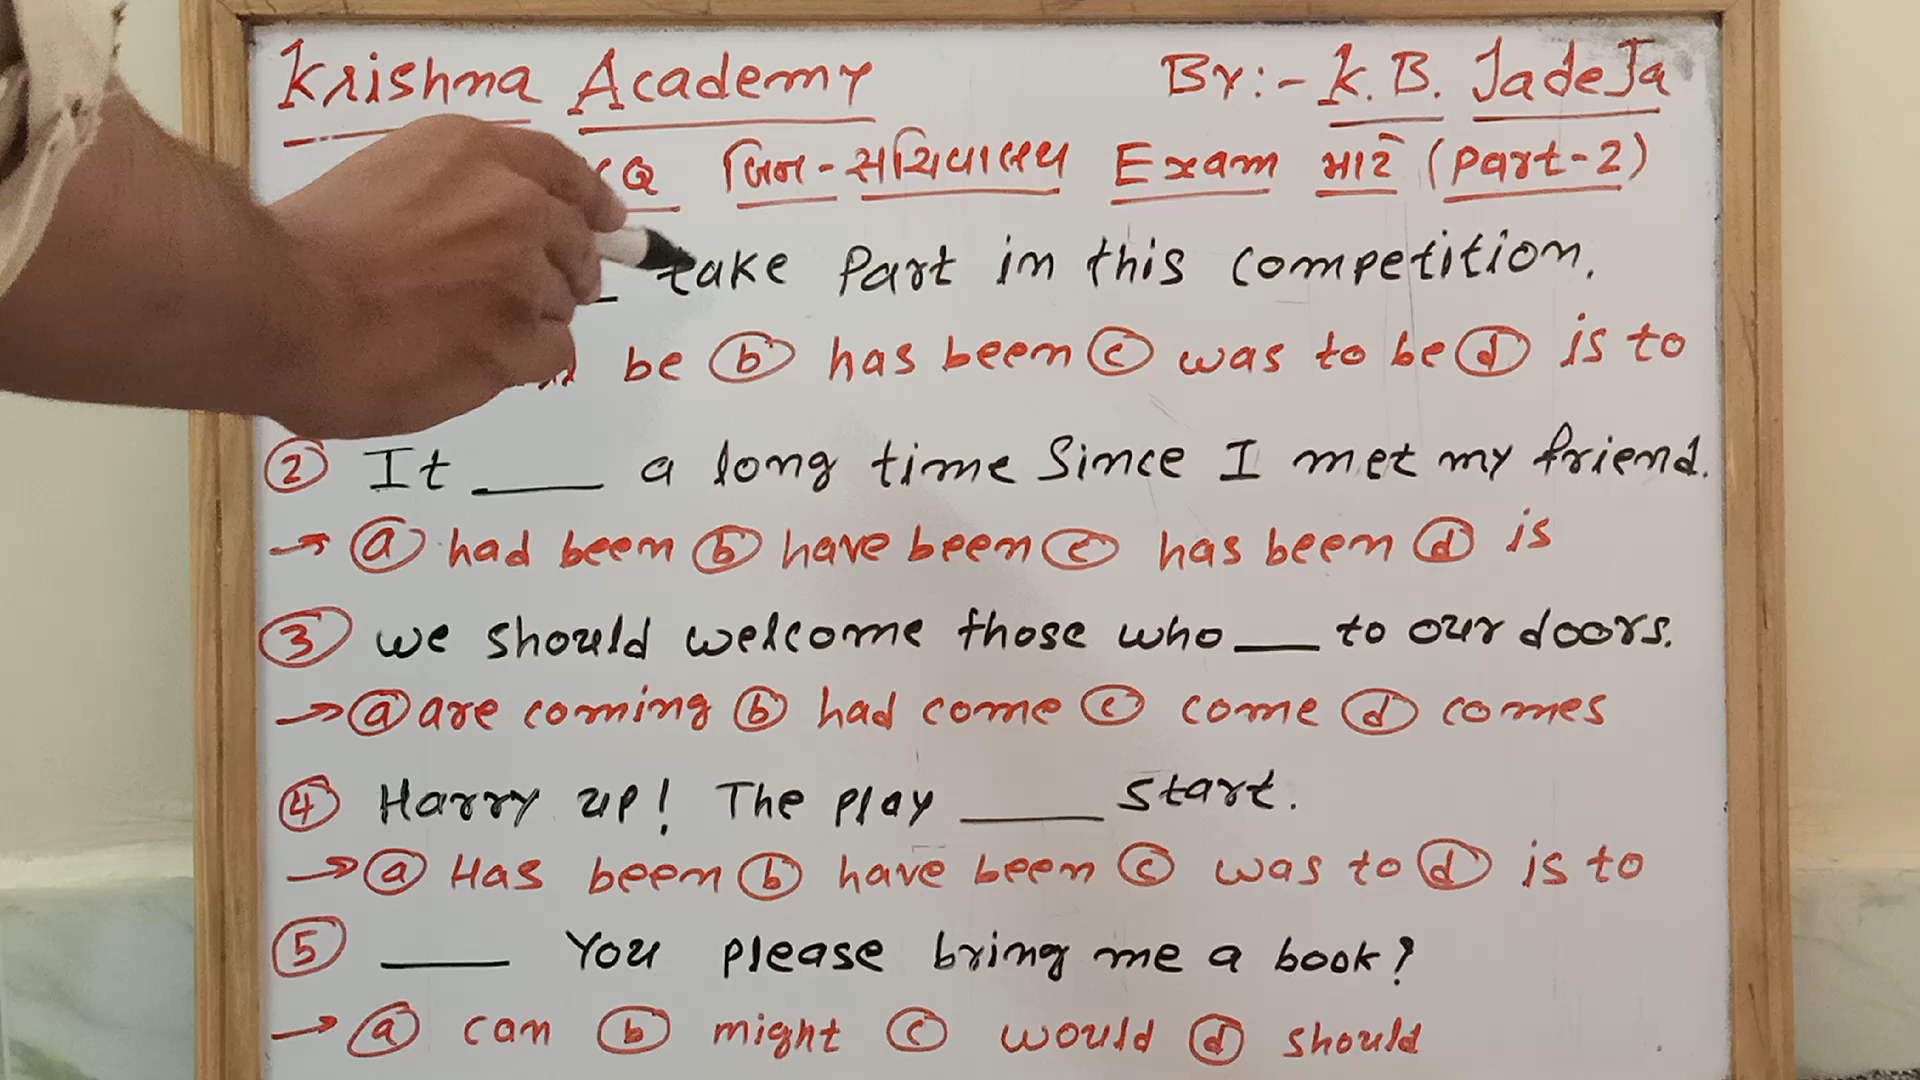 Krishna Academy By:- K. B. JadeJa
બિન-સચિવાલય Exam માટે (Part-2)
take Part in this competition.
be (b) has been (c) was to be (d) is to
(2) It ____ a long time Since I met my friend.
→ (a) had been (b) have been (c) has been (d) is
(3) we should welcome those who ___ to our doors.
→ (a) are coming (b) had come (c) come (d) comes
(4) Harry up! The play ____ start.
→ (a) Has been (b) have been (c) was to (d) is to
(5) ____ You please bring me a book?
→ (a) can (b) might (c) would (d) should